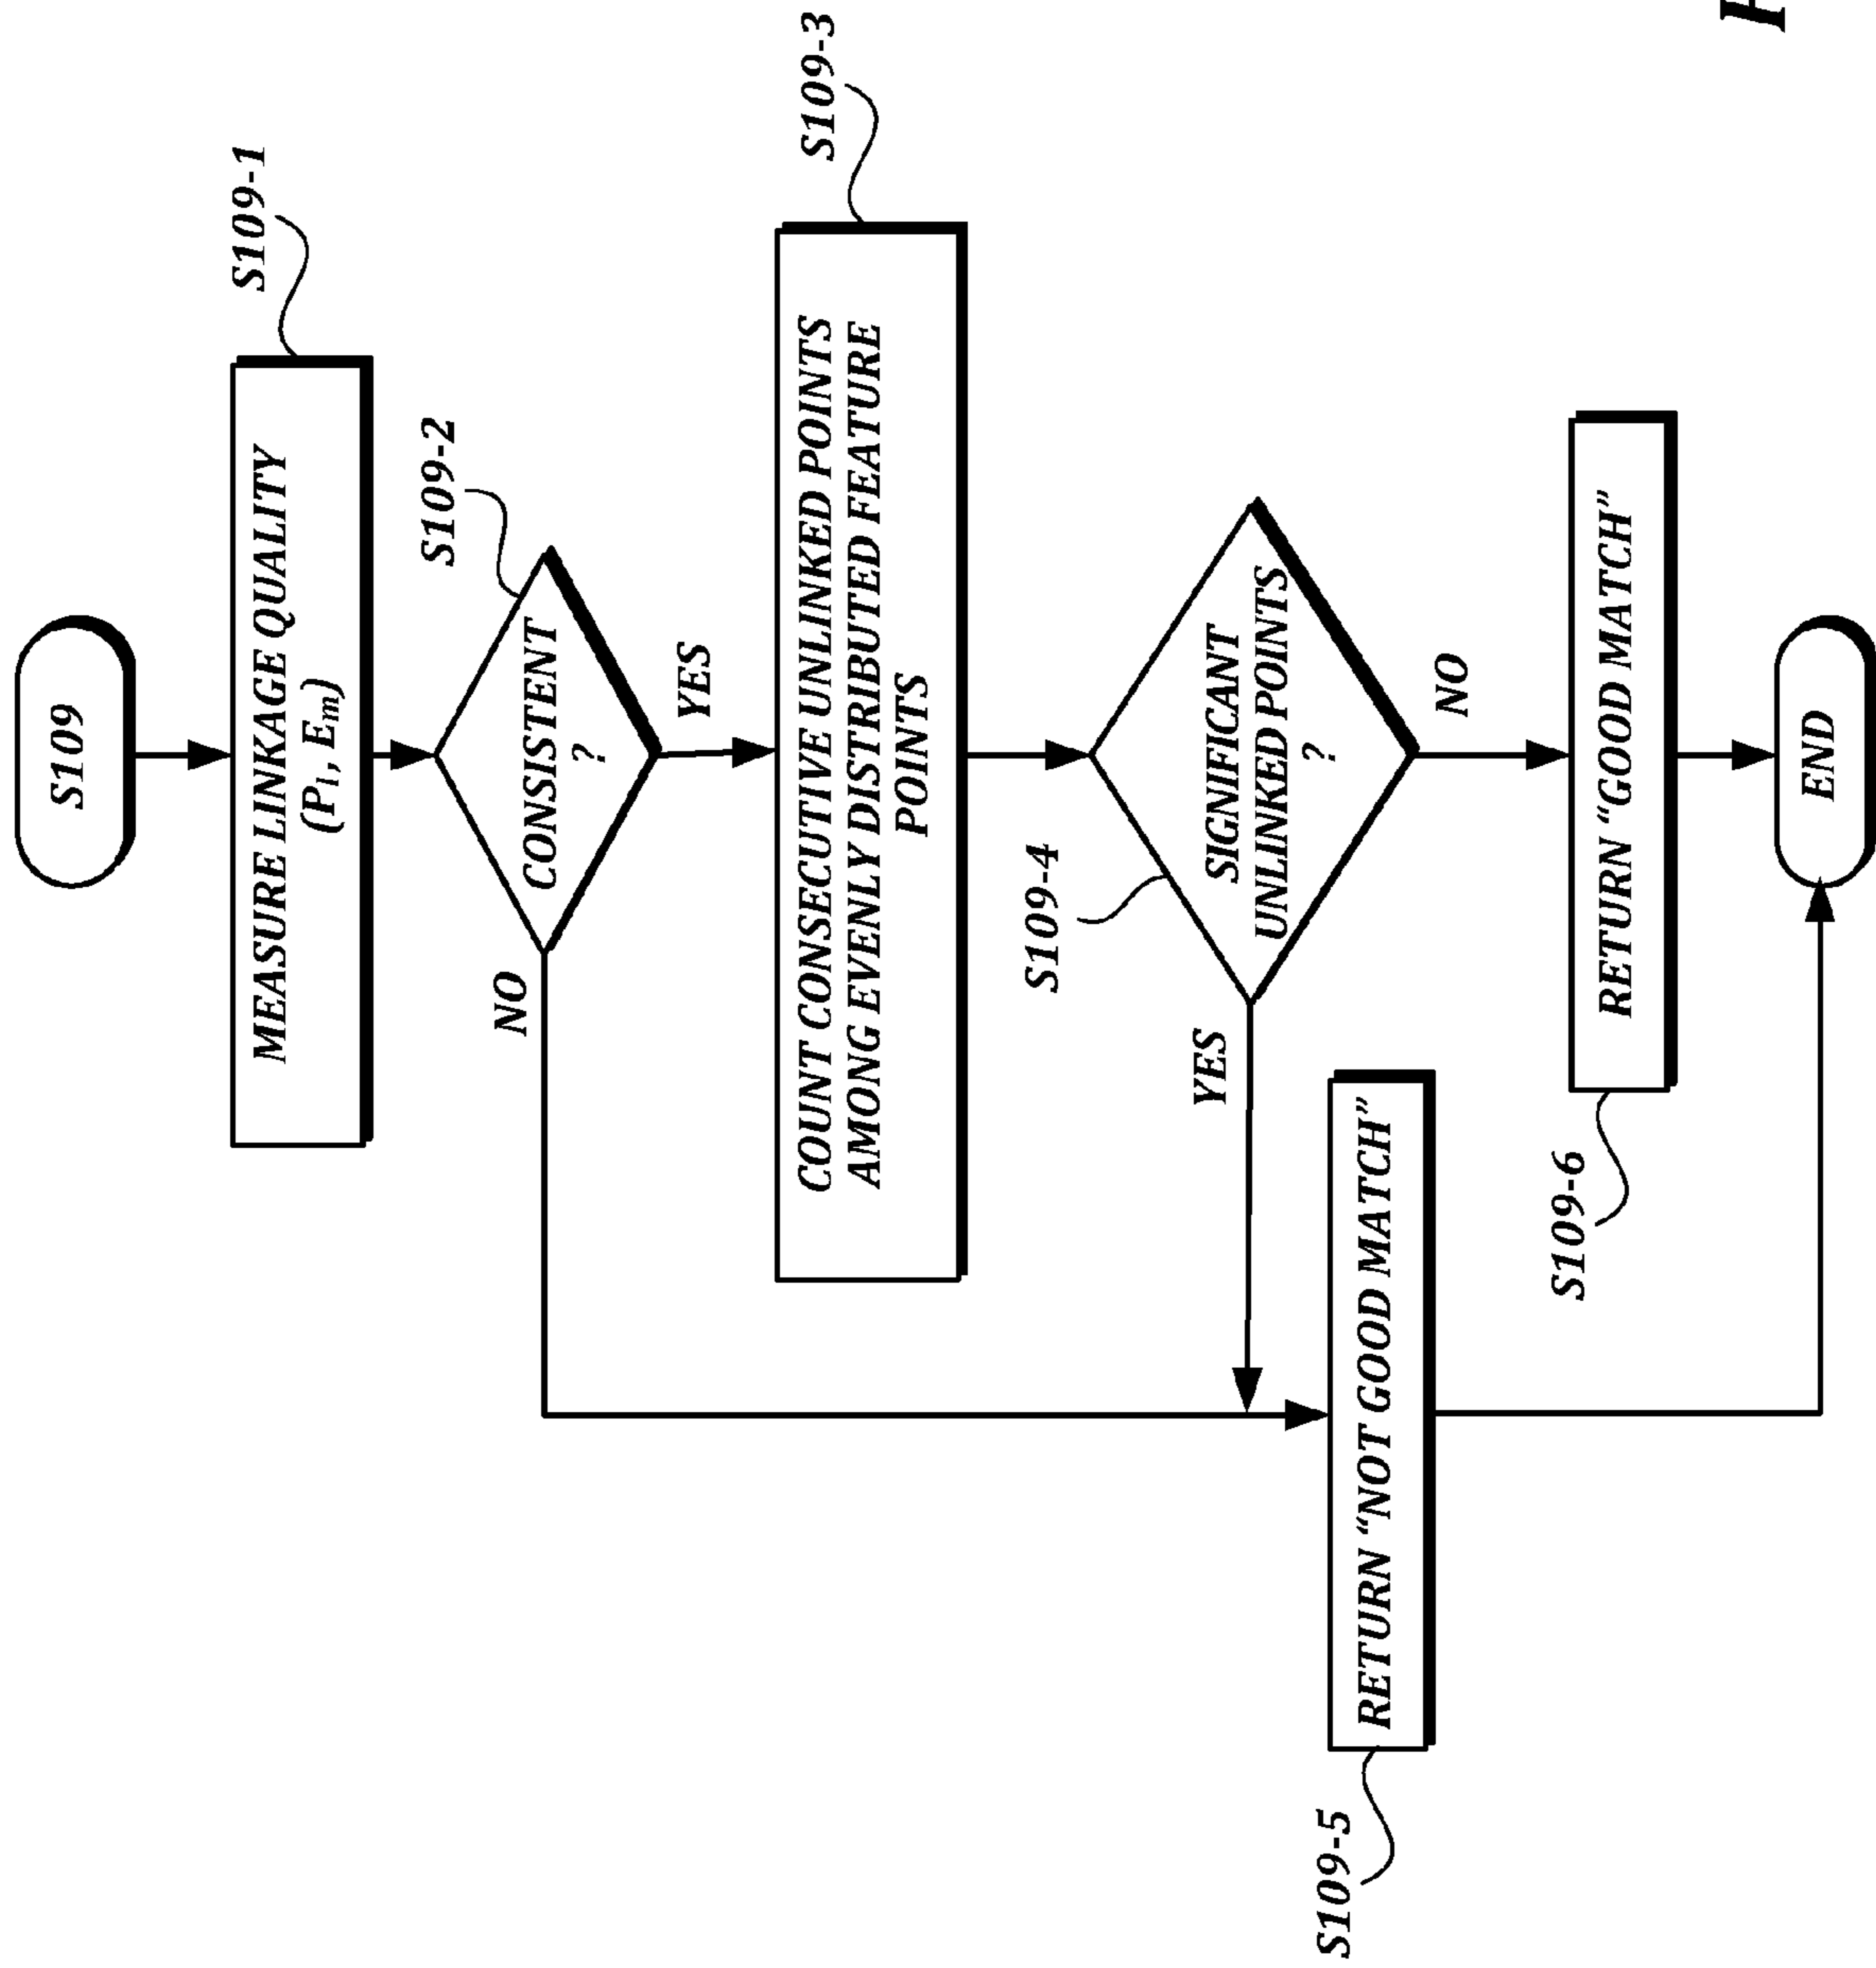 S109
S109-1
MEASURE LINKAGE QUALITY
(Pl, Em)
S109-2
CONSISTENT
?
NO
YES
S109-3
COUNT CONSECUTIVE UNLINKED POINTS
AMONG EVENLY DISTRIBUTED FEATURE
POINTS
S109-4
SIGNIFICANT
UNLINKED POINTS
?
YES
NO
S109-5
RETURN “NOT GOOD MATCH”
S109-6
RETURN “GOOD MATCH”
END